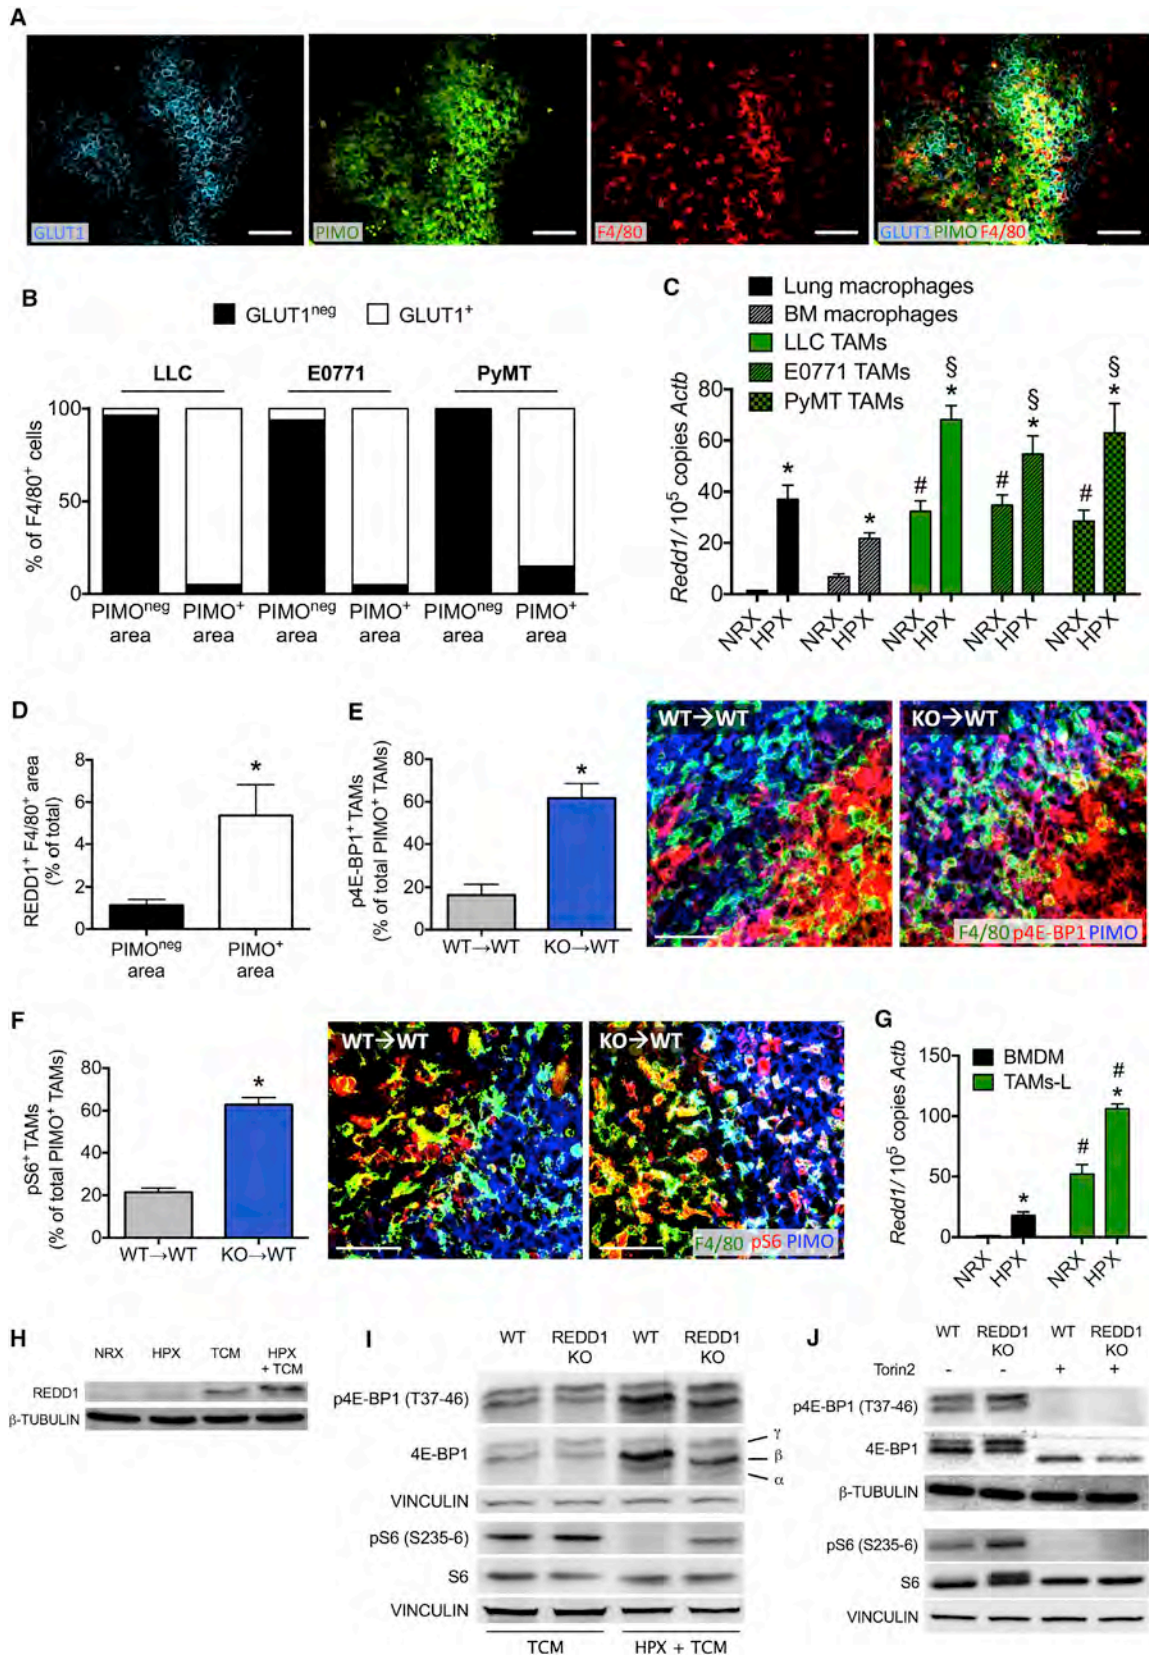 A
GLUT1
PIMO
F4/80
GLUT1 PIMO F4/80
B
GLUT1neg GLUT1+
LLC E0771 PyMT
% of F4/80+ cells
100
50
0
PIMOneg area
PIMO+ area
PIMOneg area
PIMO+ area
PIMOneg area
PIMO+ area
C
Lung macrophages
BM macrophages
LLC TAMs
E0771 TAMs
PyMT TAMs
Redd1/ 10^5 copies Actb
80
60
40
20
0
* * # § * # § * # § *
NRX HPX NRX HPX NRX HPX NRX HPX NRX HPX
D
REDD1+ F4/80+ area
(% of total)
8
6
4
2
0
*
PIMOneg area
PIMO+ area
E
p4E-BP1+ TAMs
(% of total PIMO+ TAMs)
80
60
40
20
0
*
WT→WT KO→WT
WT→WT
KO→WT
F4/80 p4E-BP1 PIMO
F
pS6+ TAMs
(% of total PIMO+ TAMs)
80
60
40
20
0
*
WT→WT KO→WT
WT→WT
KO→WT
F4/80 pS6 PIMO
G
BMDM
TAMs-L
Redd1/ 10^5 copies Actb
150
100
50
0
* # # *
NRX HPX NRX HPX
H
NRX HPX TCM HPX + TCM
REDD1
β-TUBULIN
I
WT REDD1 KO WT REDD1 KO
p4E-BP1 (T37-46)
4E-BP1
γ
β
α
VINCULIN
pS6 (S235-6)
S6
VINCULIN
TCM HPX + TCM
J
WT REDD1 KO WT REDD1 KO
Torin2 - - + +
p4E-BP1 (T37-46)
4E-BP1
β-TUBULIN
pS6 (S235-6)
S6
VINCULIN